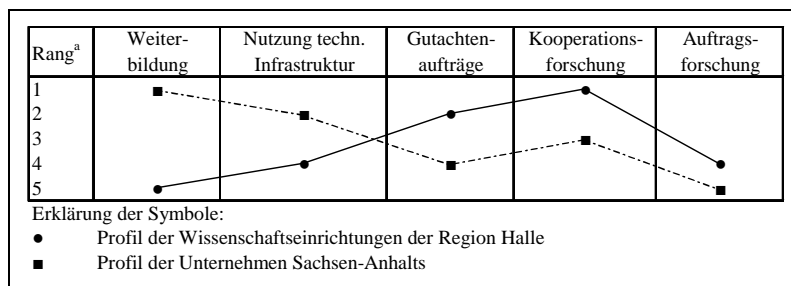 Rangᵃ Weiter- Nutzung techn. Gutachten- Kooperations- Auftrags-
bildung Infrastruktur aufträge forschung forschung
1
2
3
4
5
Erklärung der Symbole:
● Profil der Wissenschaftseinrichtungen der Region Halle
■ Profil der Unternehmen Sachsen-Anhalts